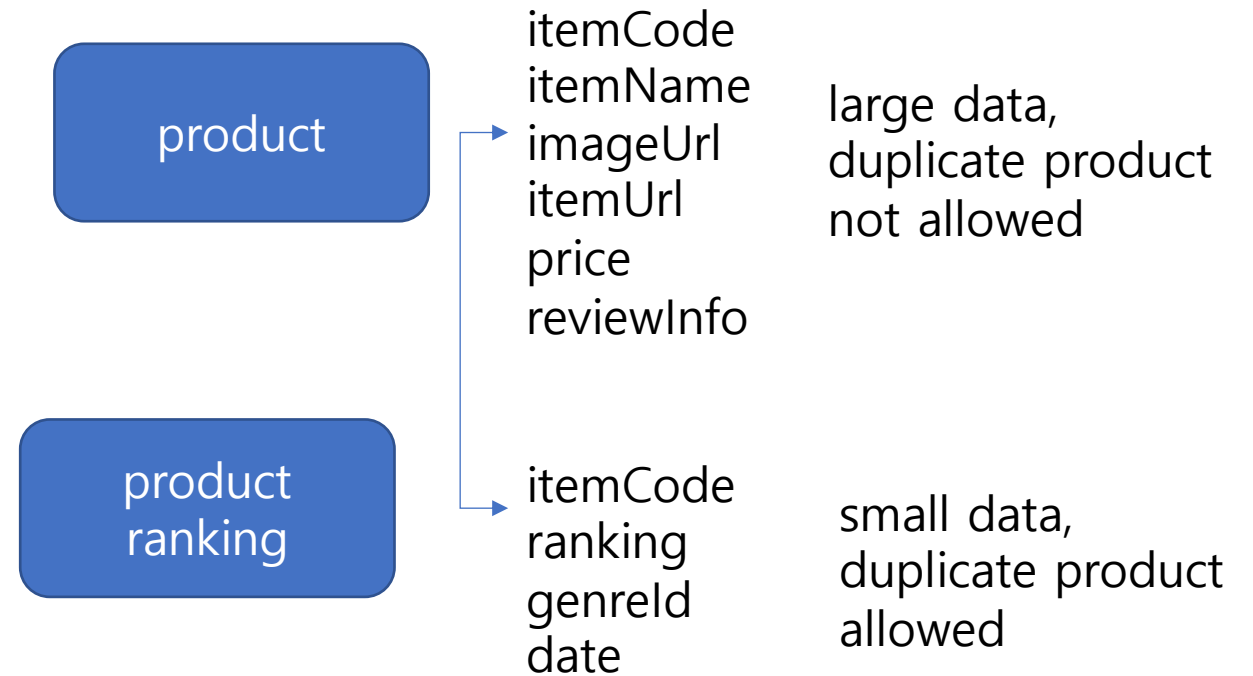 product
itemCode
itemName
imageUrl
itemUrl
price
reviewInfo
large data,
duplicate product
not allowed
product
ranking
itemCode
ranking
genreId
date
small data,
duplicate product
allowed